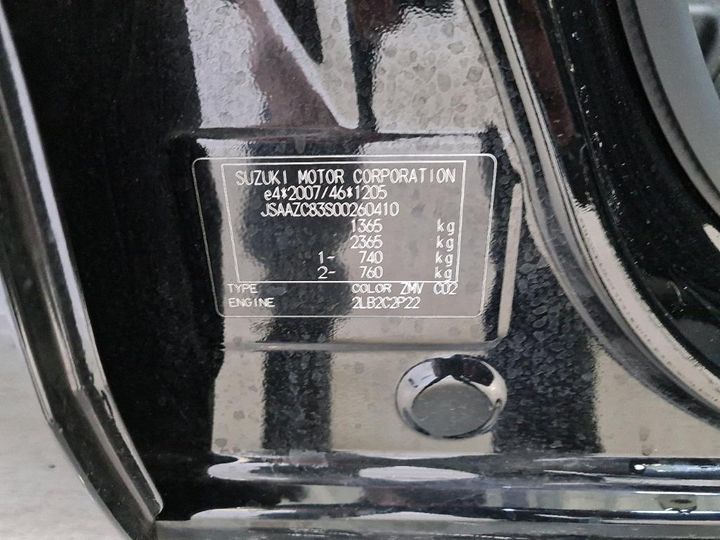 SUZUKI MOTOR CORPORATION
e4*2007/46*1205
JSAAZC83S00260410
1365 kg
2365 kg
1- 740 kg
2- 760 kg
TYPE COLOR ZMV C02
ENGINE 2LB2C2P22